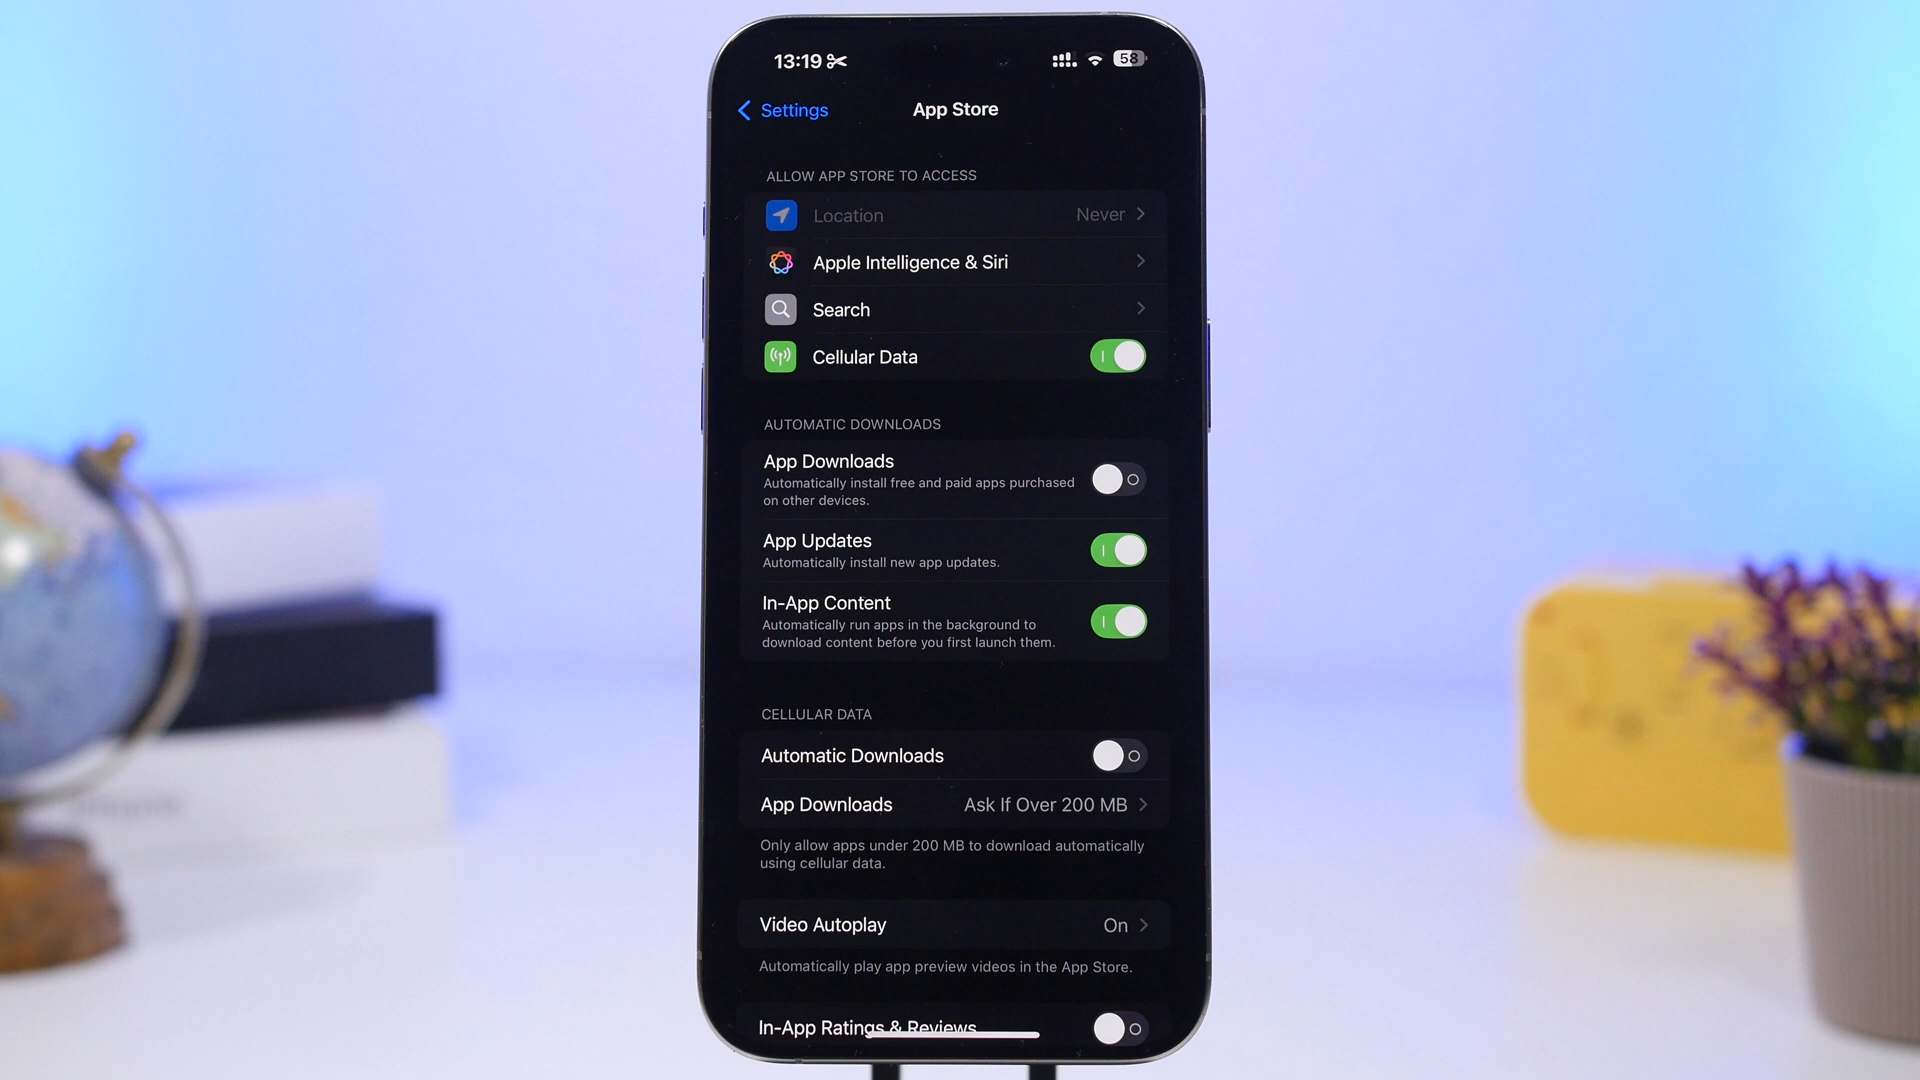 13:19
58
Settings
App Store
ALLOW APP STORE TO ACCESS
Location
Never
Apple Intelligence & Siri
Search
Cellular Data
AUTOMATIC DOWNLOADS
App Downloads
Automatically install free and paid apps purchased
on other devices.
App Updates
Automatically install new app updates.
In-App Content
Automatically run apps in the background to
download content before you first launch them.
CELLULAR DATA
Automatic Downloads
App Downloads
Ask If Over 200 MB
Only allow apps under 200 MB to download automatically
using cellular data.
Video Autoplay
On
Automatically play app preview videos in the App Store.
In-App Ratings & Reviews